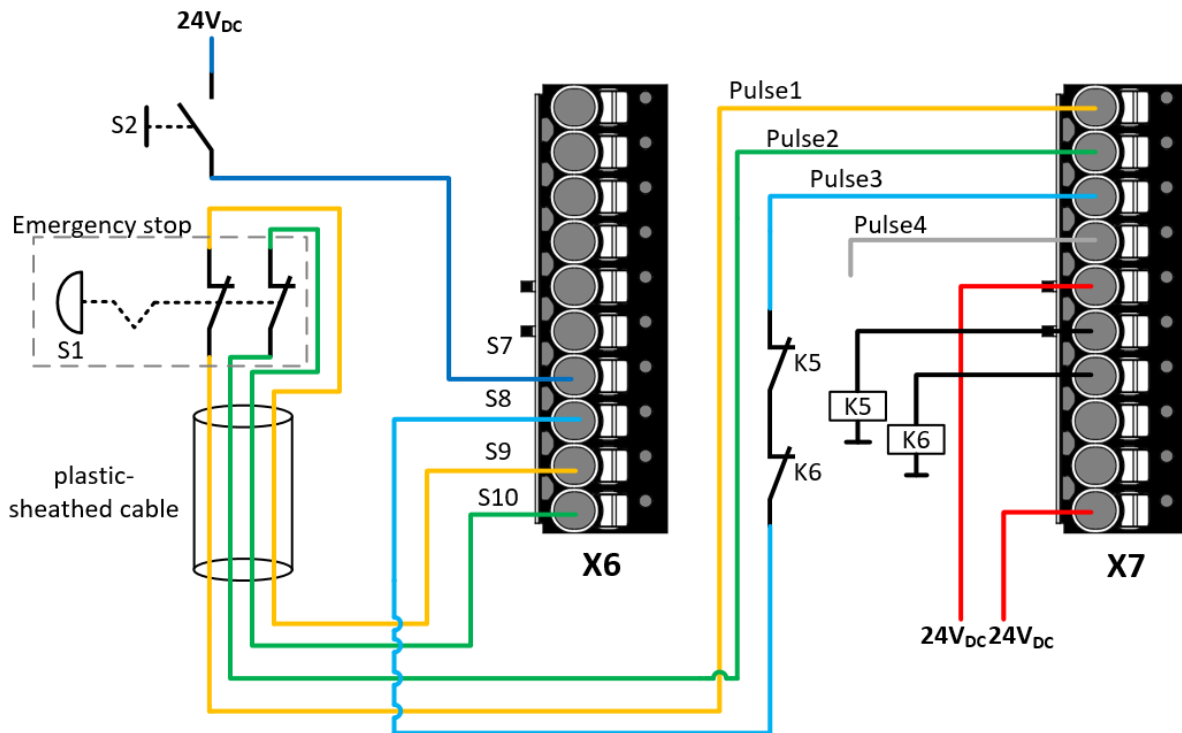 24VDC
S2
Emergency stop
S1
plastic-
sheathed cable
S7
S8
S9
S10
X6
Pulse1
Pulse2
Pulse3
Pulse4
K5
K6
K5
K6
X7
24VDC 24VDC